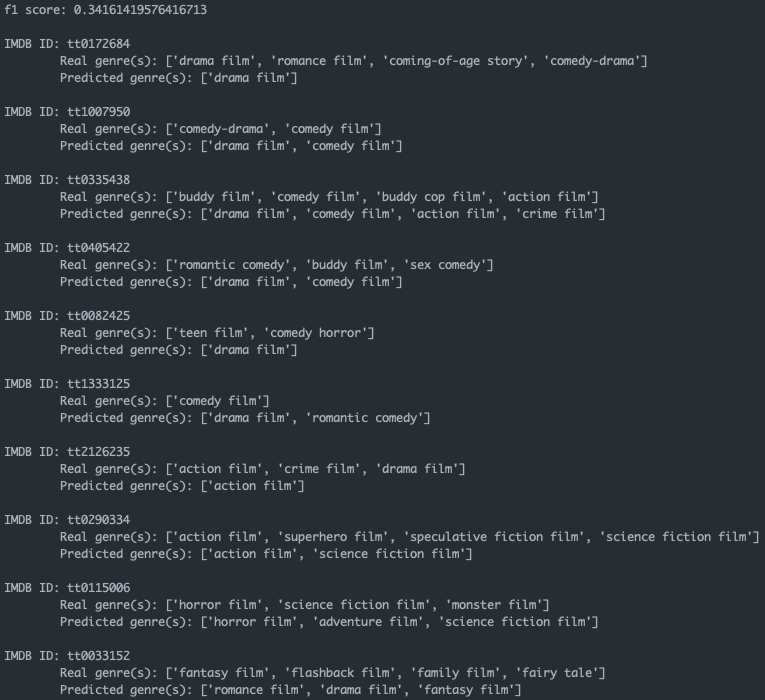 f1 score: 0.34161419576416713
IMDB ID: tt0172684
Real genre(s): ['drama film', 'romance film', 'coming-of-age story', 'comedy-drama']
Predicted genre(s): ['drama film']
IMDB ID: tt1007950
Real genre(s): ['comedy-drama', 'comedy film']
Predicted genre(s): ['drama film', 'comedy film']
IMDB ID: tt0335438
Real genre(s): ['buddy film', 'comedy film', 'buddy cop film', 'action film']
Predicted genre(s): ['drama film', 'comedy film', 'action film', 'crime film']
IMDB ID: tt0405422
Real genre(s): ['romantic comedy', 'buddy film', 'sex comedy']
Predicted genre(s): ['drama film', 'comedy film']
IMDB ID: tt0082425
Real genre(s): ['teen film', 'comedy horror']
Predicted genre(s): ['drama film']
IMDB ID: tt1333125
Real genre(s): ['comedy film']
Predicted genre(s): ['drama film', 'romantic comedy']
IMDB ID: tt2126235
Real genre(s): ['action film', 'crime film', 'drama film']
Predicted genre(s): ['action film']
IMDB ID: tt0290334
Real genre(s): ['action film', 'superhero film', 'speculative fiction film', 'science fiction film']
Predicted genre(s): ['action film', 'science fiction film']
IMDB ID: tt0115006
Real genre(s): ['horror film', 'science fiction film', 'monster film']
Predicted genre(s): ['horror film', 'adventure film', 'science fiction film']
IMDB ID: tt0033152
Real genre(s): ['fantasy film', 'flashback film', 'family film', 'fairy tale']
Predicted genre(s): ['romance film', 'drama film', 'fantasy film']